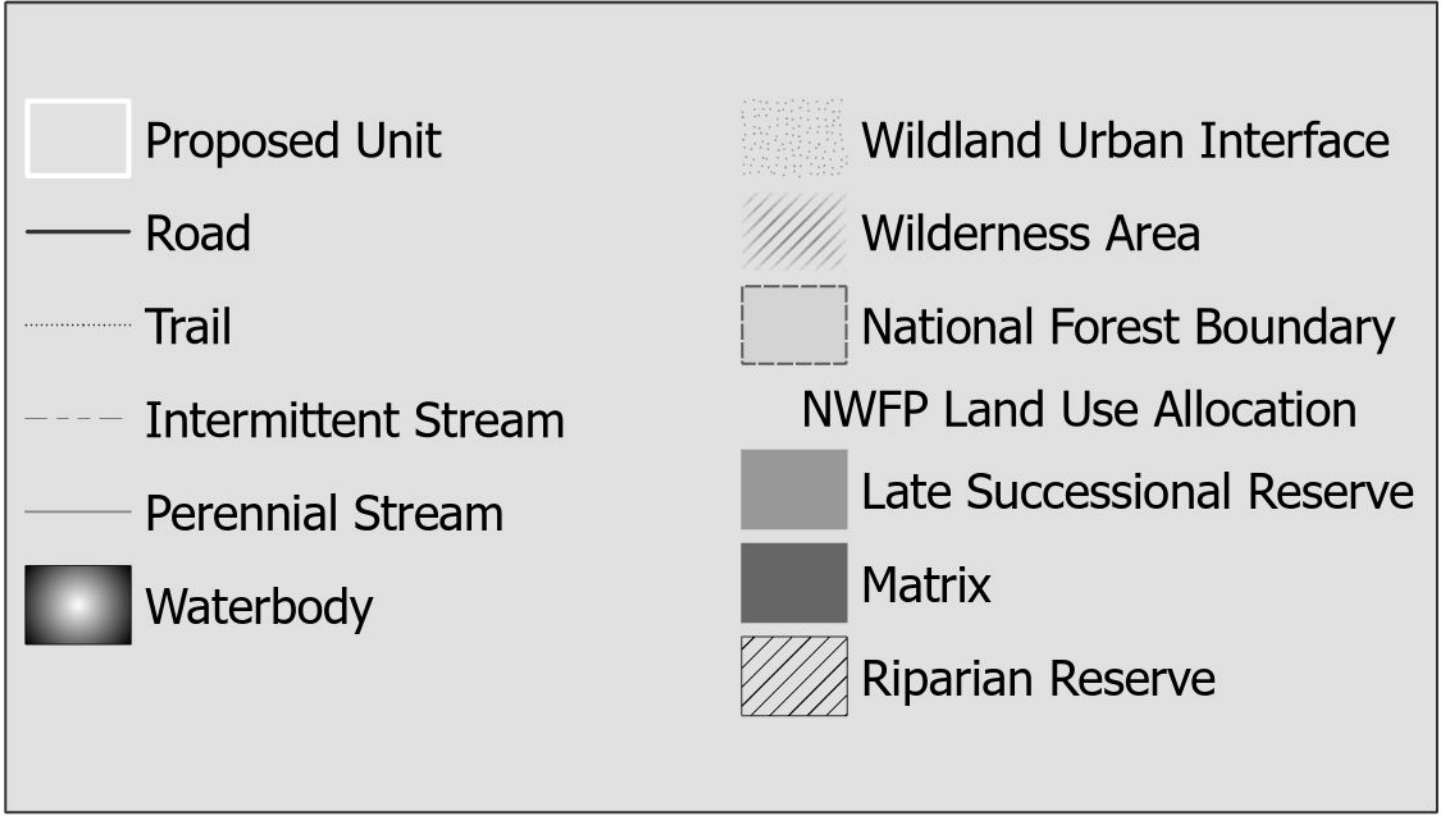 Proposed Unit
Road
Trail
Intermittent Stream
Perennial Stream
Waterbody
Wildland Urban Interface
Wilderness Area
National Forest Boundary
NWFP Land Use Allocation
Late Successional Reserve
Matrix
Riparian Reserve